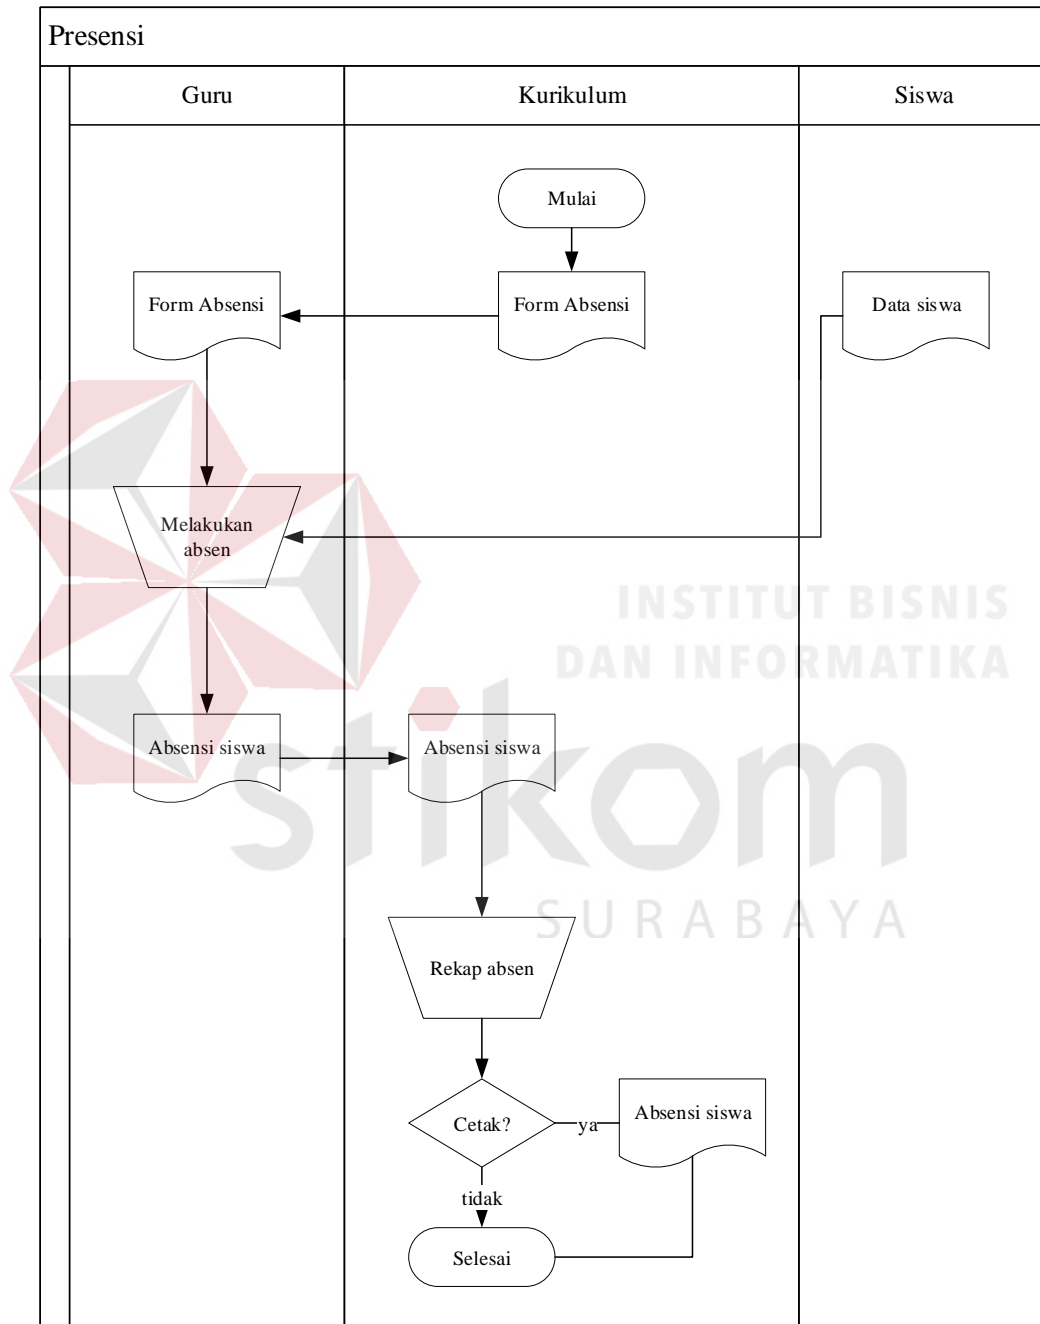 Presensi
Guru
Kurikulum
Siswa
Mulai
Form Absensi
Form Absensi
Data siswa
Melakukan
absen
INSTITUT BISNIS
DAN INFORMATIKA
Absensi siswa
Absensi siswa
stikom
SURABAYA
Rekap absen
Cetak?
ya
Absensi siswa
tidak
Selesai